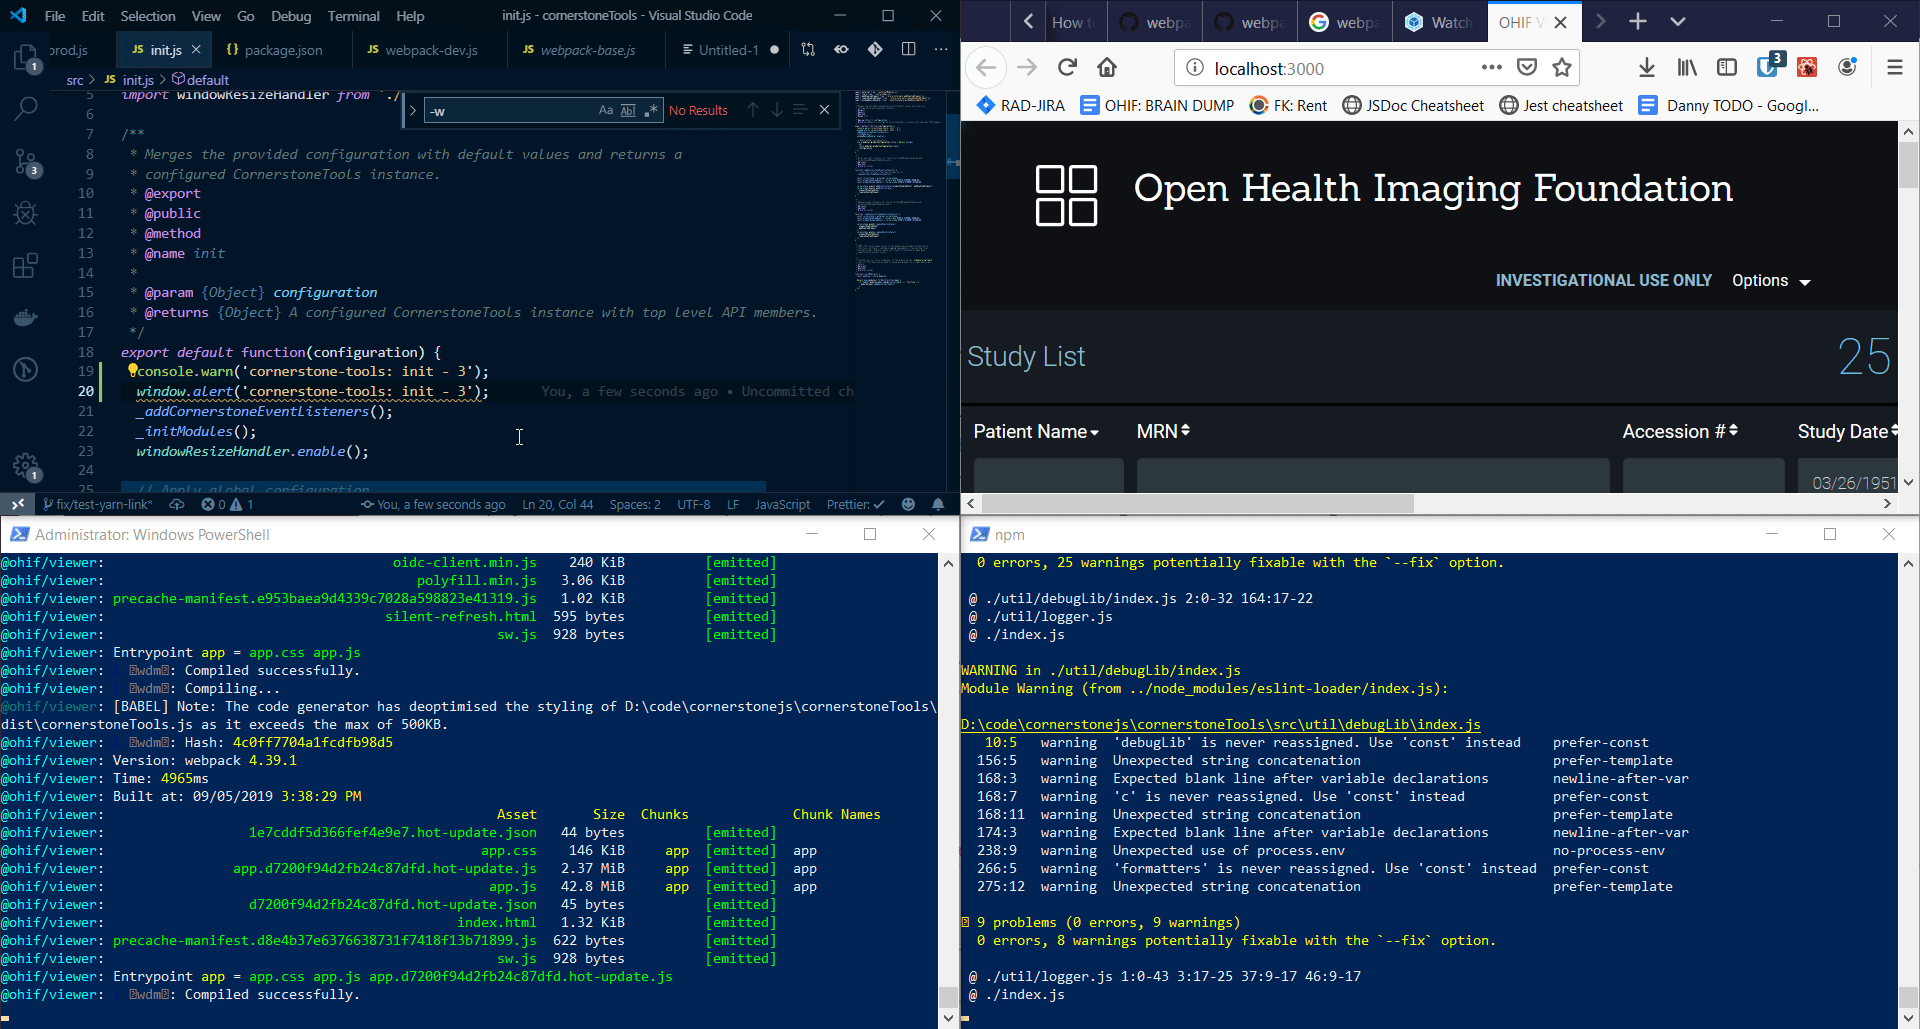 File Edit Selection View Go Debug Terminal Help init.js - cornerstoneTools - Visual Studio Code
prod.js JS init.js {} package.json JS webpack-dev.js JS webpack-base.js Untitled-1
src > JS init.js > default
5 import windowResizeHandler from './
-w Aa Abl .* No Results
6
7 /**
8 * Merges the provided configuration with default values and returns a
9 * configured CornerstoneTools instance.
10 * @export
11 * @public
12 * @method
13 * @name init
14 *
15 * @param {Object} configuration
16 * @returns {Object} A configured CornerstoneTools instance with top level API members.
17 */
18 export default function(configuration) {
19 console.warn('cornerstone-tools: init - 3');
20 window.alert('cornerstone-tools: init - 3'); You, a few seconds ago • Uncommitted ch
21 _addCornerstoneEventListeners();
22 _initModules();
23 windowResizeHandler.enable();
24
25 // Apply global configuration
1
3
1
fix/test-yarn-link* 0 1 You, a few seconds ago Ln 20, Col 44 Spaces: 2 UTF-8 LF JavaScript Prettier: ✓
How t webpa webpa webpa Watch OHIF V
localhost:3000 3
RAD-JIRA OHIF: BRAIN DUMP FK: Rent JSDoc Cheatsheet Jest cheatsheet Danny TODO - Googl...
Open Health Imaging Foundation
INVESTIGATIONAL USE ONLY Options
Study List 25
Patient Name MRN Accession # Study Date
03/26/1951
Administrator: Windows PowerShell
@ohif/viewer: oidc-client.min.js 240 KiB [emitted]
@ohif/viewer: polyfill.min.js 3.06 KiB [emitted]
@ohif/viewer: precache-manifest.e953baea9d4339c7028a598823e41319.js 1.02 KiB [emitted]
@ohif/viewer: silent-refresh.html 595 bytes [emitted]
@ohif/viewer: sw.js 928 bytes [emitted]
@ohif/viewer: Entrypoint app = app.css app.js
@ohif/viewer: wdm: Compiled successfully.
@ohif/viewer: wdm: Compiling...
@ohif/viewer: [BABEL] Note: The code generator has deoptimised the styling of D:\code\cornerstonejs\cornerstoneTools\
dist\cornerstoneTools.js as it exceeds the max of 500KB.
@ohif/viewer: wdm: Hash: 4c0ff7704a1fcdfb98d5
@ohif/viewer: Version: webpack 4.39.1
@ohif/viewer: Time: 4965ms
@ohif/viewer: Built at: 09/05/2019 3:38:29 PM
@ohif/viewer: Asset Size Chunks Chunk Names
@ohif/viewer: 1e7cddf5d366fef4e9e7.hot-update.json 44 bytes [emitted]
@ohif/viewer: app.css 146 KiB app [emitted] app
@ohif/viewer: app.d7200f94d2fb24c87dfd.hot-update.js 2.37 MiB app [emitted] app
@ohif/viewer: app.js 42.8 MiB app [emitted] app
@ohif/viewer: d7200f94d2fb24c87dfd.hot-update.json 45 bytes [emitted]
@ohif/viewer: index.html 1.32 KiB [emitted]
@ohif/viewer: precache-manifest.d8e4b37e6376638731f7418f13b71899.js 622 bytes [emitted]
@ohif/viewer: sw.js 928 bytes [emitted]
@ohif/viewer: Entrypoint app = app.css app.js app.d7200f94d2fb24c87dfd.hot-update.js
@ohif/viewer: wdm: Compiled successfully.
npm
0 errors, 25 warnings potentially fixable with the `--fix` option.
@ ./util/debugLib/index.js 2:0-32 164:17-22
@ ./util/logger.js
@ ./index.js
WARNING in ./util/debugLib/index.js
Module Warning (from ../node_modules/eslint-loader/index.js):
D:\code\cornerstonejs\cornerstoneTools\src\util\debugLib\index.js
10:5 warning 'debugLib' is never reassigned. Use 'const' instead prefer-const
156:5 warning Unexpected string concatenation prefer-template
168:3 warning Expected blank line after variable declarations newline-after-var
168:7 warning 'c' is never reassigned. Use 'const' instead prefer-const
168:11 warning Unexpected string concatenation prefer-template
174:3 warning Expected blank line after variable declarations newline-after-var
238:9 warning Unexpected use of process.env no-process-env
266:5 warning 'formatters' is never reassigned. Use 'const' instead prefer-const
275:12 warning Unexpected string concatenation prefer-template
9 problems (0 errors, 9 warnings)
0 errors, 8 warnings potentially fixable with the `--fix` option.
@ ./util/logger.js 1:0-43 3:17-25 37:9-17 46:9-17
@ ./index.js